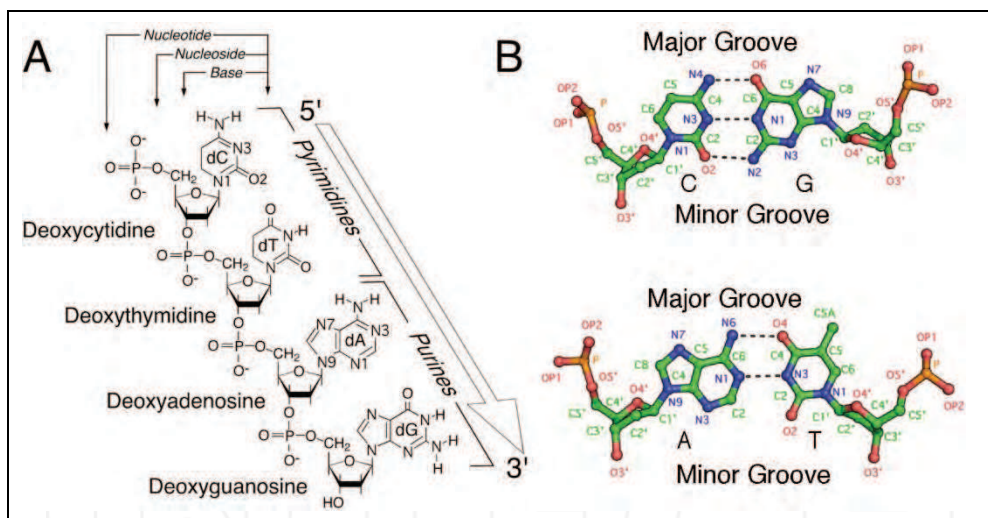 A
Nucleotide
Nucleoside
Base
5'
Pyrimidines
Purines
3'
H
H
N
N3
dC
N1
O2
O
O-P-O-CH2
O-
O
Deoxycytidine
O
N-H
dT
N
O
O=P-O-CH2
O-
O
Deoxythymidine
H
N-H
N7
N3
dA
N9
N1
O=P-O-CH2
O-
O
Deoxyadenosine
O
N
NH
dG
N
N
N-H
H
O=P-O-CH2
O-
O
HO
Deoxyguanosine
B
Major Groove
N4 O6 N7 OP1
C5 C4 C6 C5 C8 P OP2
OP2 P OP1 C6 N3 N1 C4 N9 C2' O5'
O5' O4' C2 C2 N3 C1' O4' C4' C5'
C5' C4' N1 O2 N2 C3'
C3' C2' C1' O3'
O3'
C G
Minor Groove
Major Groove
C5A
N6 O4
N7 C5 C6 C4 C5 OP1
OP2 P C8 N1 N3 C6 P
OP1 O5' C4 C2 N1 O5' OP2
O4' N9 N3 C2 O2 O4'
C5' C4' C1' C1' C4' C5'
C3' C2' C2' C3'
O3' O3'
A T
Minor Groove